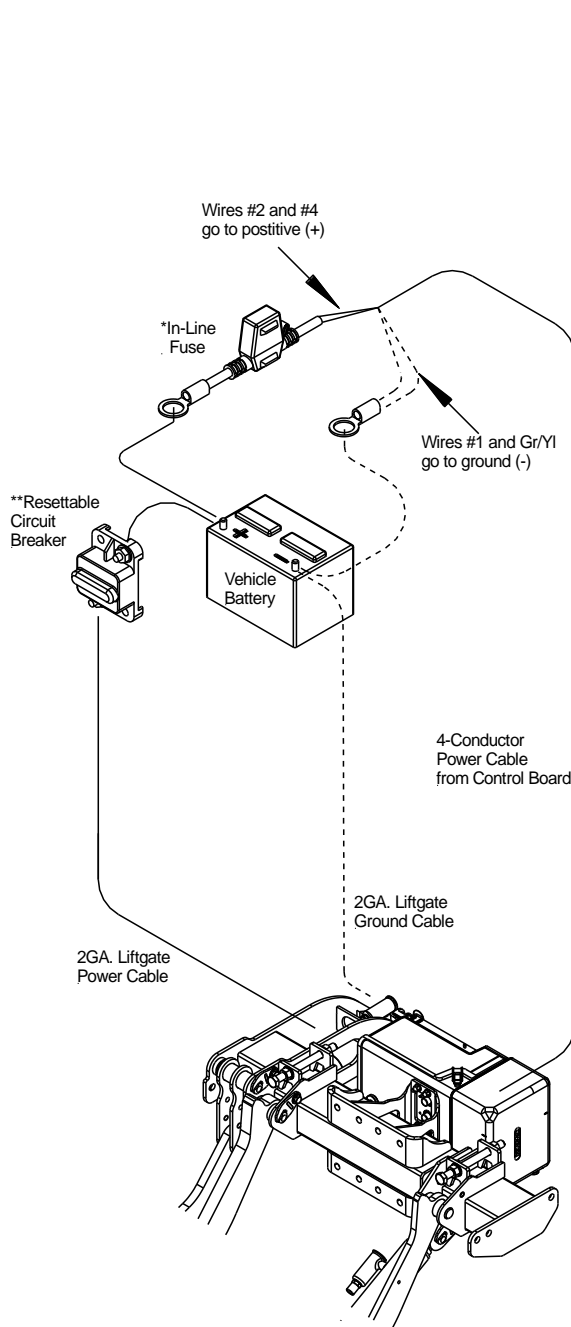 Wires #2 and #4
go to postitive (+)
*In-Line
Fuse
Wires #1 and Gr/Yl
go to ground (-)
**Resettable
Circuit
Breaker
Vehicle
Battery
4-Conductor
Power Cable
from Control Board
2GA. Liftgate
Ground Cable
2GA. Liftgate
Power Cable